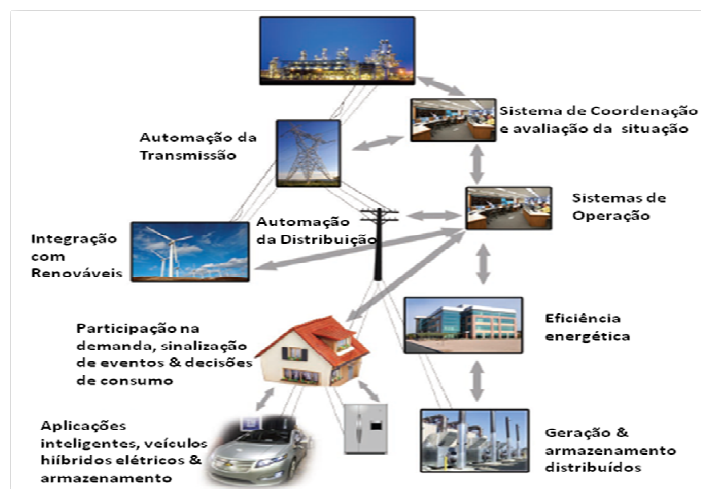 Sistema de Coordenação
e avaliação da situação
Automação da
Transmissão
Sistemas de
Operação
Automação
da Distribuição
Integração
com
Renováveis
Eficiência
energética
Participação na
demanda, sinalização
de eventos & decisões
de consumo
Aplicações
inteligentes, veículos
hiíbridos elétricos &
armazenamento
Geração &
armazenamento
distribuídos